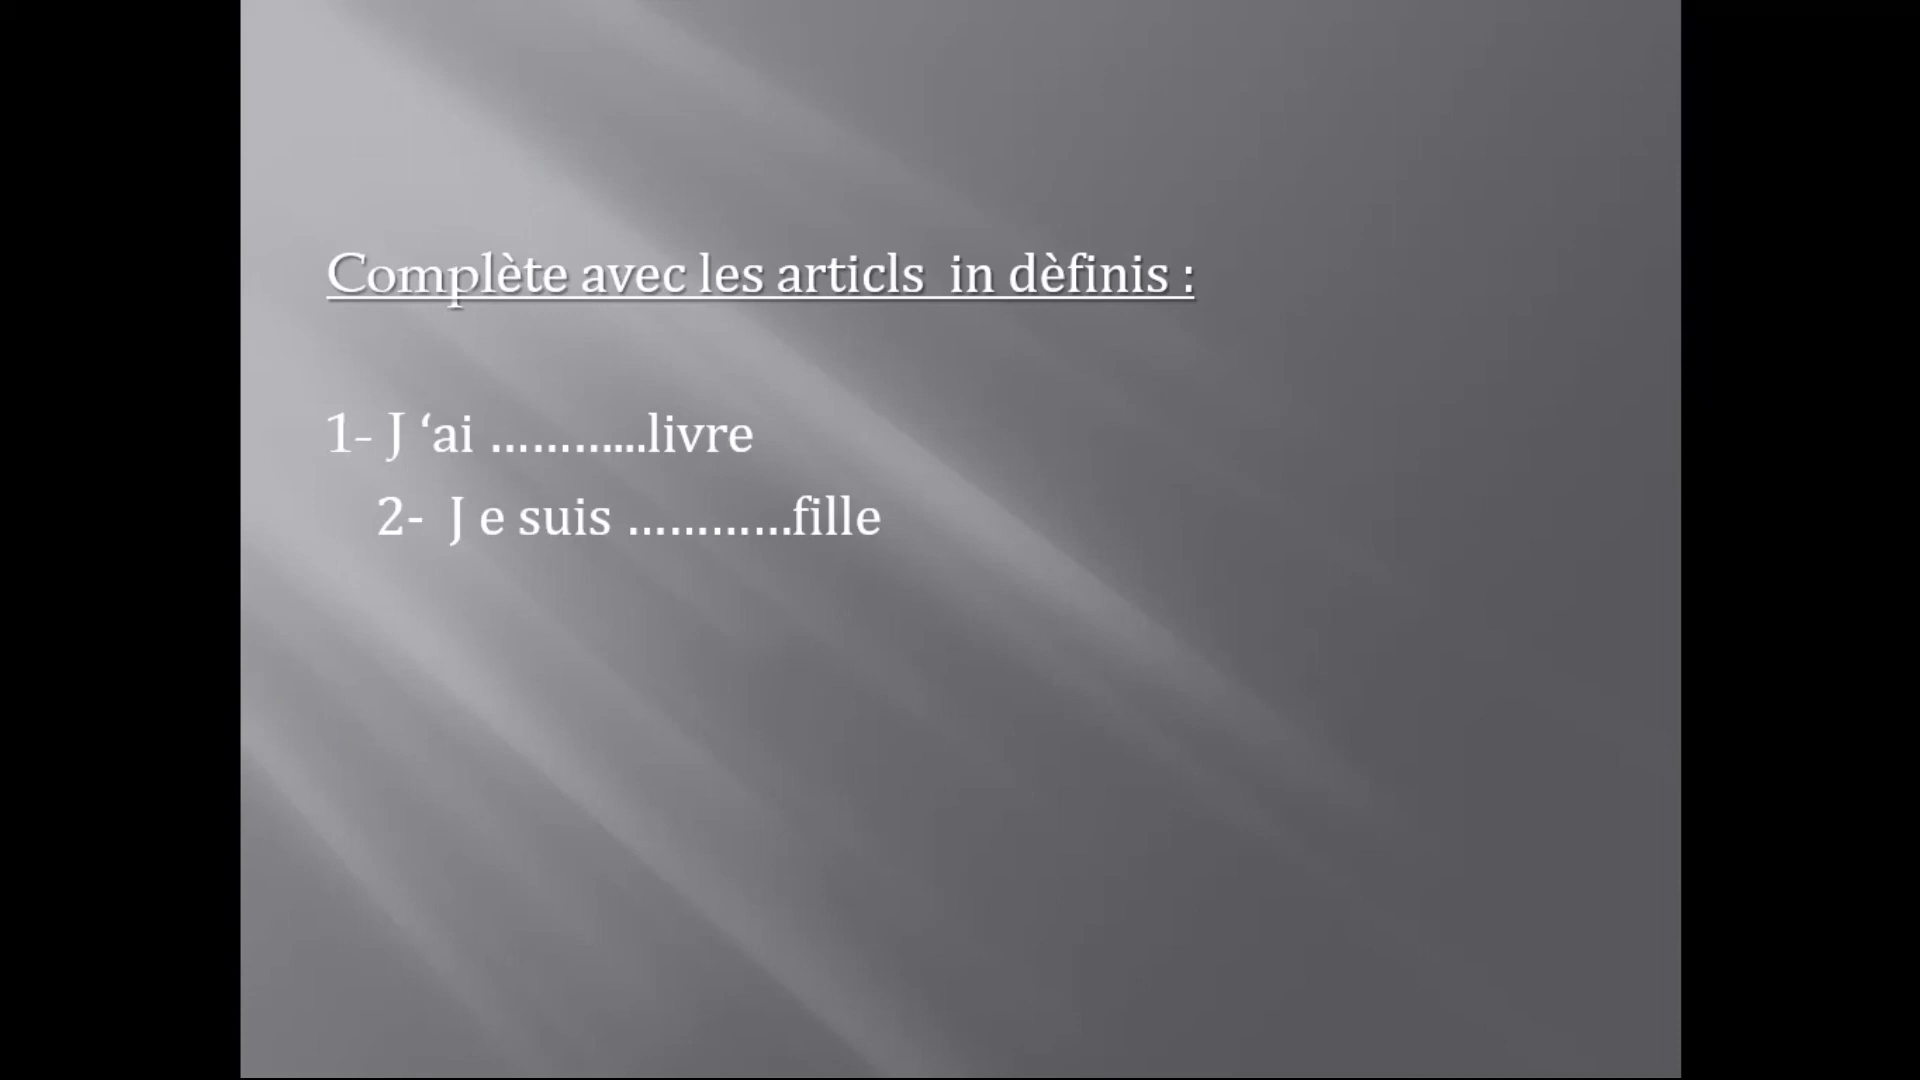 Complète avec les articls  in dèfinis :
1- J ‘ai ………....livre
2-  J e suis …………fille